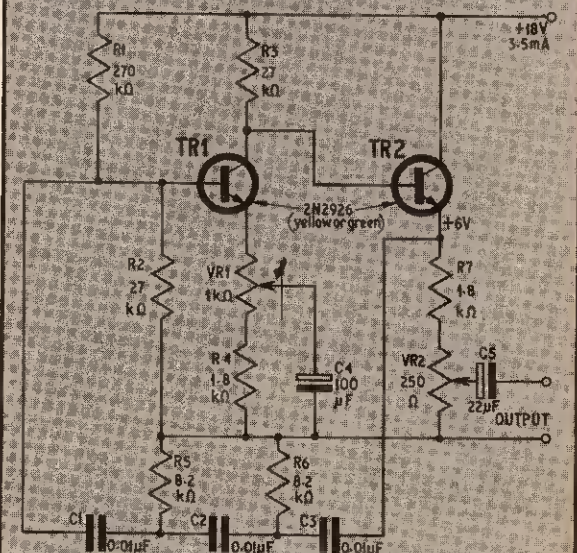 +18V
3·5mA
R1
270
kΩ
R3
27
kΩ
TR1
TR2
2N2926
(yellow or green)
+6V
R2
27
kΩ
VR1
1kΩ
R4
1·8
kΩ
C4
100
µF
R7
1·8
kΩ
VR2
250
Ω
C5
22µF
OUTPUT
R5
8·2
kΩ
R6
8·2
kΩ
C1
0·01µF
C2
0·01µF
C3
0·01µF